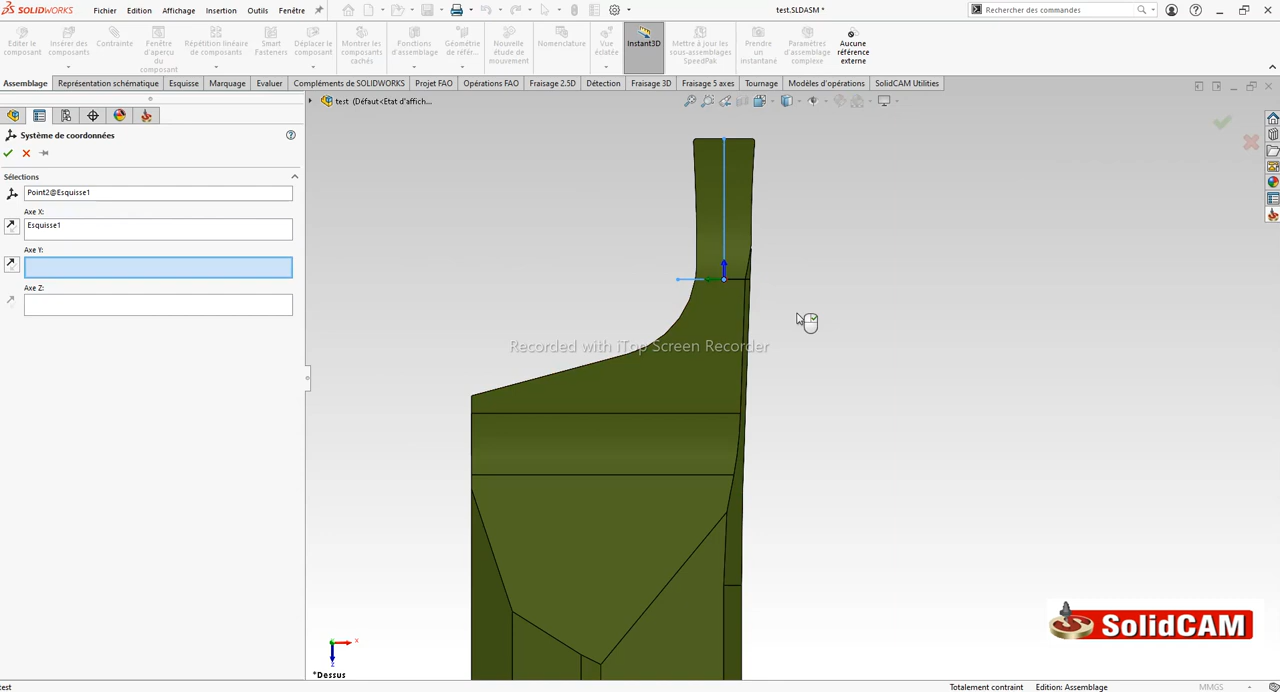 SOLIDWORKS
Fichier Edition Affichage Insertion Outils Fenêtre
test.SLDASM *
Rechercher des commandes
Editer le composant
Insérer des composants
Contrainte
Fenêtre d'aperçu du composant
Répétition linéaire de composants
Smart Fasteners
Déplacer le composant
Montrer les composants cachés
Fonctions d'assemblage
Géométrie de référ...
Nouvelle étude de mouvement
Nomenclature
Vue éclatée
Instant3D
Mettre à jour les sous-assemblages SpeedPak
Prendre un instantané
Paramètres d'assemblage complexe
Aucune référence externe
Assemblage Représentation schématique Esquisse Marquage Evaluer Compléments de SOLIDWORKS Projet FAO Opérations FAO Fraisage 2.5D Détection Fraisage 3D Fraisage 5 axes Tournage Modèles d'opérations SolidCAM Utilities
test (Défaut<Etat d'affich...
Système de coordonnées
Sélections
Point2@Esquisse1
Axe X:
Esquisse1
Axe Y:
Axe Z:
Recorded with iTop Screen Recorder
SolidCAM
X
Z
*Dessus
test
Totalement contraint
Edition: Assemblage
MMGS